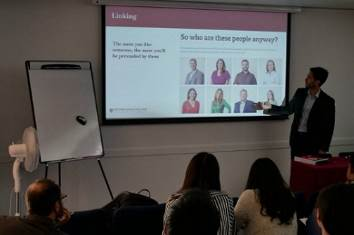 Linking
So who are these people anyway?
The more you like
someone, the more you'll
be persuaded by them